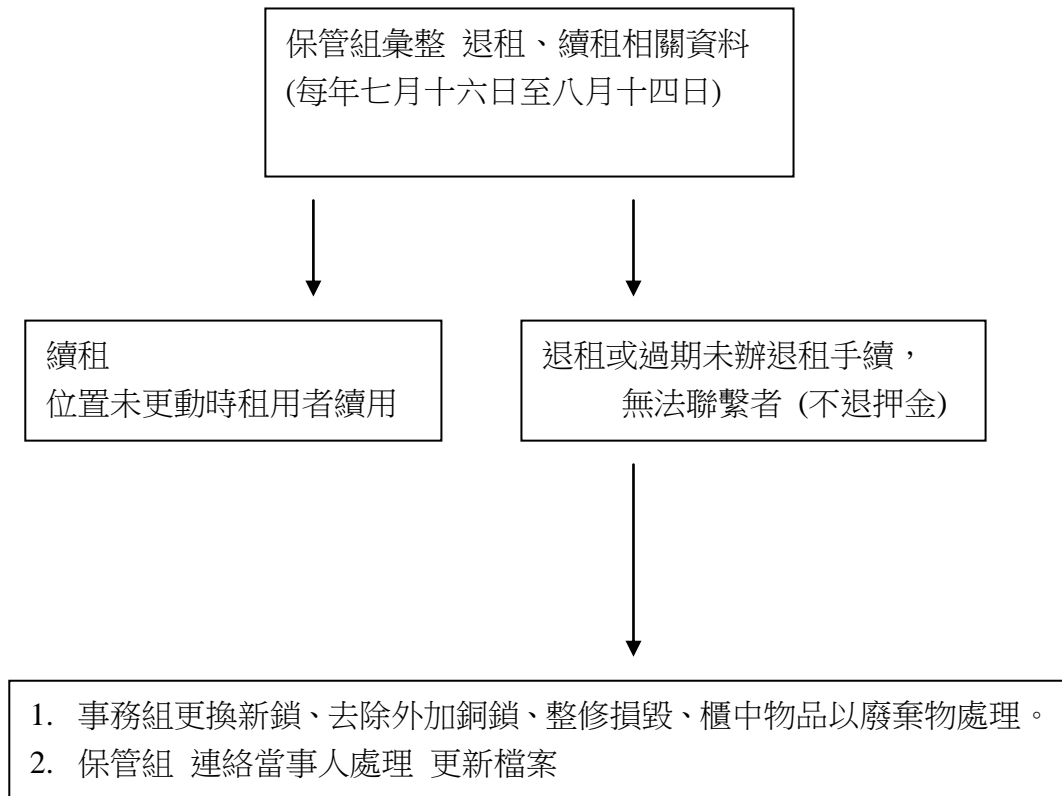 保管組彙整 退租、續租相關資料
(每年七月十六日至八月十四日)
續租
位置未更動時租用者續用
退租或過期未辦退租手續，
無法聯繫者 (不退押金)
1. 事務組更換新鎖、去除外加銅鎖、整修損毀、櫃中物品以廢棄物處理。
2. 保管組 連絡當事人處理 更新檔案